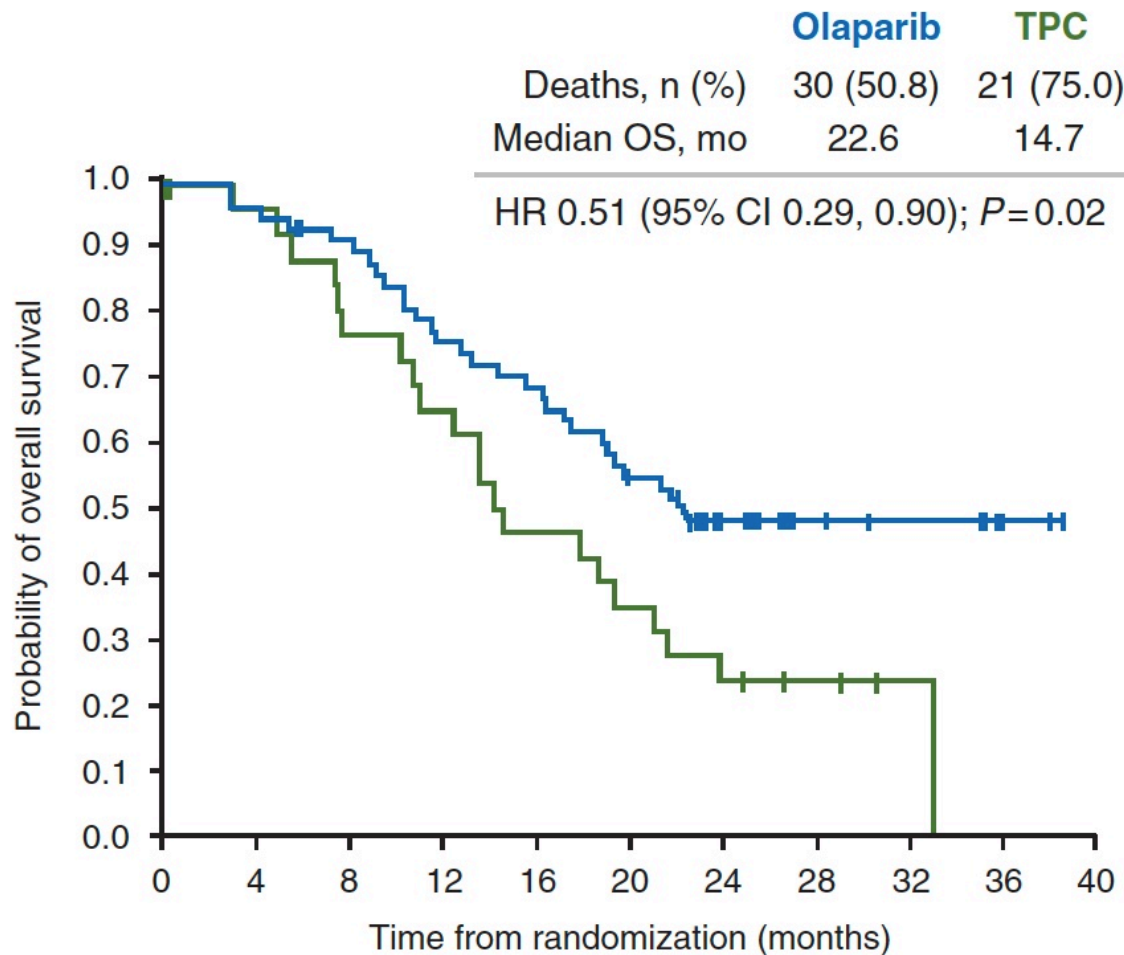 Olaparib TPC
Deaths, n (%) 30 (50.8) 21 (75.0)
Median OS, mo 22.6 14.7
HR 0.51 (95% CI 0.29, 0.90); P=0.02
Probability of overall survival
1.0
0.9
0.8
0.7
0.6
0.5
0.4
0.3
0.2
0.1
0.0
0 4 8 12 16 20 24 28 32 36 40
Time from randomization (months)